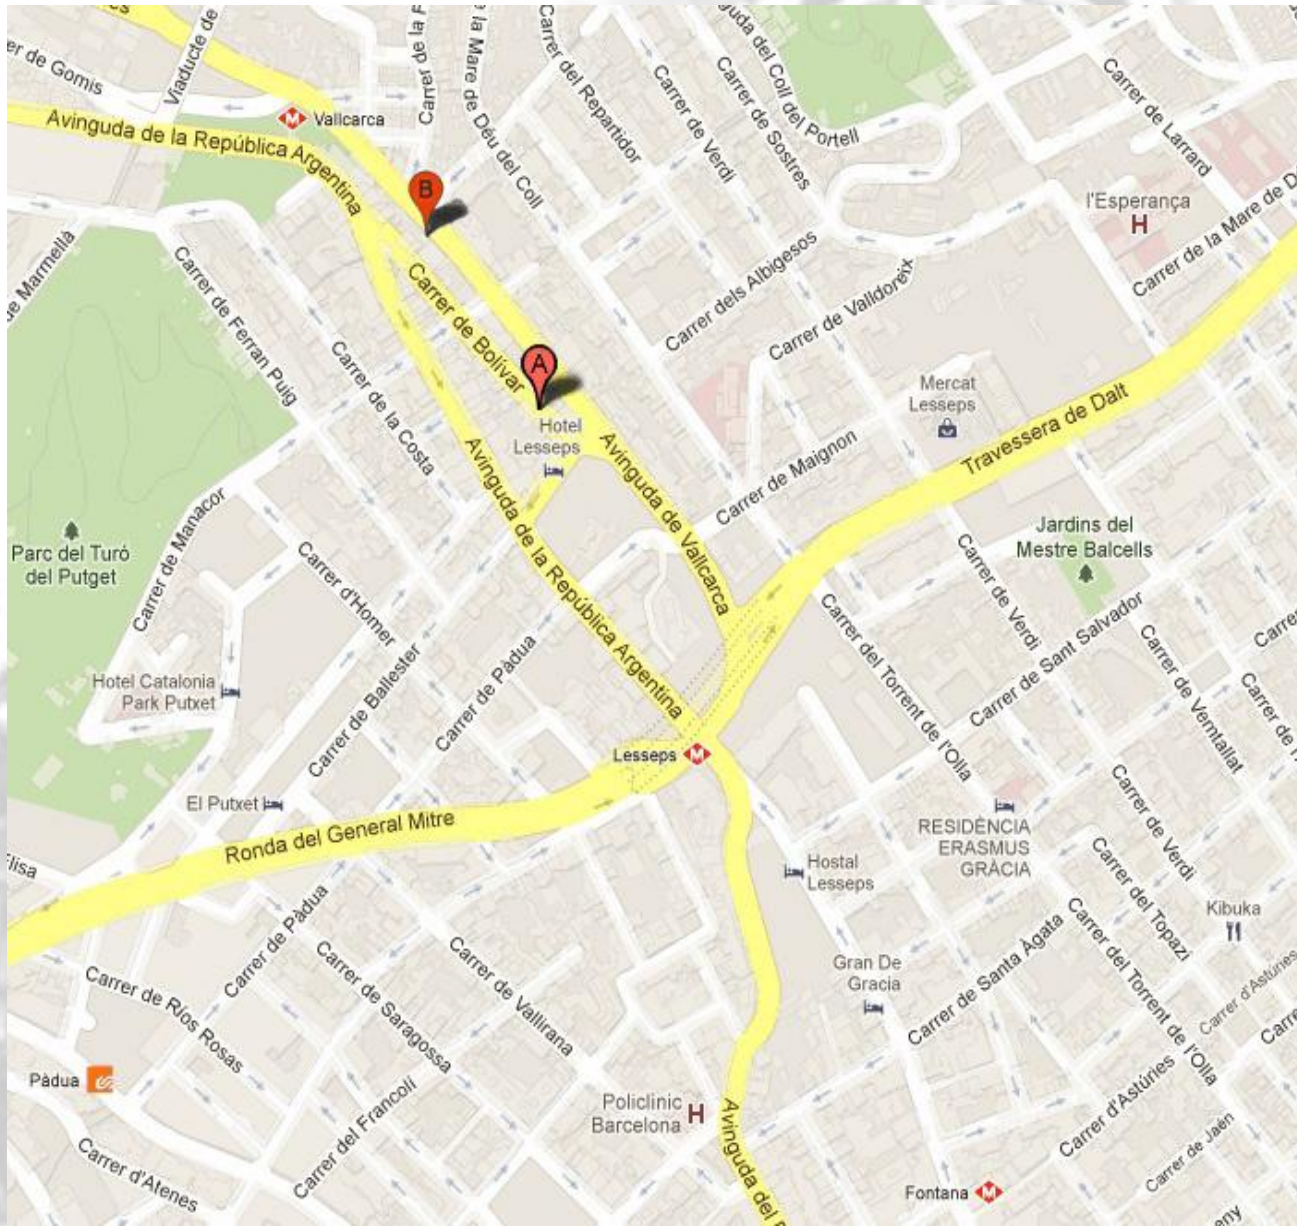 er de Gomis
Viaducte de
Carrer de la F
e la Mare de Déu del Coll
Carrer del Repartidor
Carrer de Verdi
Carrer de Sostres
guda del Coll del Portell
Carrer de Larrard
M
Vallcarca
Avinguda de la República Argentina
B
l'Esperança
H
Carrer de la Mare de D
de Marmellà
Carrer de Ferran Puig
Carrer de la Costa
Carrer de Bolívar
A
Hotel
Lesseps
Carrer dels Albigesos
Carrer de Valldoreix
Mercat
Lesseps
Travessera de Dalt
Avinguda de Vallcarca
Carrer de Maignon
Avinguda de la República Argentina
Parc del Turó
del Putget
Carrer de Manacor
Carrer d'Homer
Jardins del
Mestre Balcells
Carrer de Verdi
Carrer de Sant Salvador
Carrer
Hotel Catalonia
Park Putxet
Carrer de Ballester
Carrer de Pàdua
Carrer del Torrent de l'Olla
Carrer de Verntallat
Lesseps
M
El Putxet
Ronda del General Mitre
RESIDÈNCIA
ERASMUS
GRÀCIA
Carrer de Verdi
Hostal
Lesseps
Elisa
Carrer de Pàdua
Carrer de Ríos Rosas
Carrer de Saragossa
Carrer de Vallirana
Carrer del Topazi
Kibuka
Gran De
Gracia
Carrer de Santa Àgata
Carrer del Torrent de l'Olla
Carrer d'Astúries
Pàdua
Carrer del Francolí
Carrer d'Atenes
Policlinic
Barcelona
H
Avinguda del
Carrer d'Astúries
Carrer de Jaén
Fontana
M